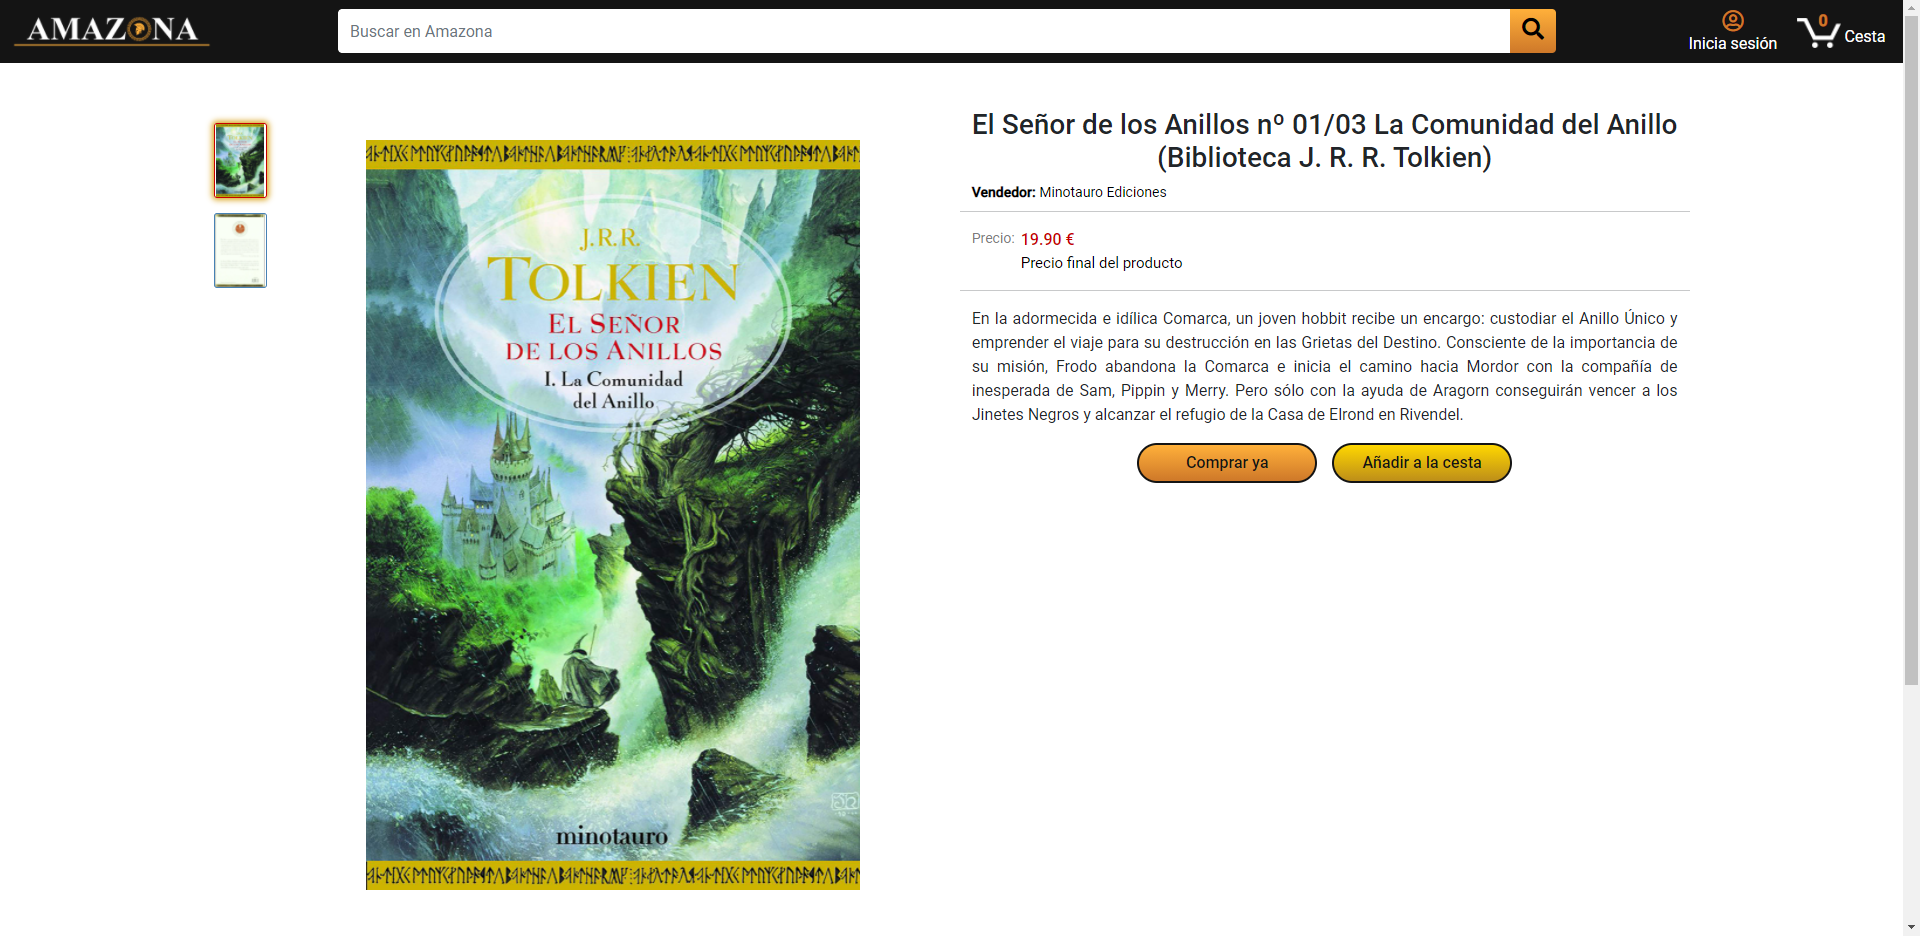 AMAZONA
Buscar en Amazona
Inicia sesión
0
Cesta
El Señor de los Anillos nº 01/03 La Comunidad del Anillo
(Biblioteca J. R. R. Tolkien)
Vendedor: Minotauro Ediciones
Precio: 19.90 €
Precio final del producto
En la adormecida e idílica Comarca, un joven hobbit recibe un encargo: custodiar el Anillo Único y
emprender el viaje para su destrucción en las Grietas del Destino. Consciente de la importancia de
su misión, Frodo abandona la Comarca e inicia el camino hacia Mordor con la compañía de
inesperada de Sam, Pippin y Merry. Pero sólo con la ayuda de Aragorn conseguirán vencer a los
Jinetes Negros y alcanzar el refugio de la Casa de Elrond en Rivendel.
Comprar ya
Añadir a la cesta
J.R.R.
TOLKIEN
EL SEÑOR
DE LOS ANILLOS
I. La Comunidad
del Anillo
minotauro